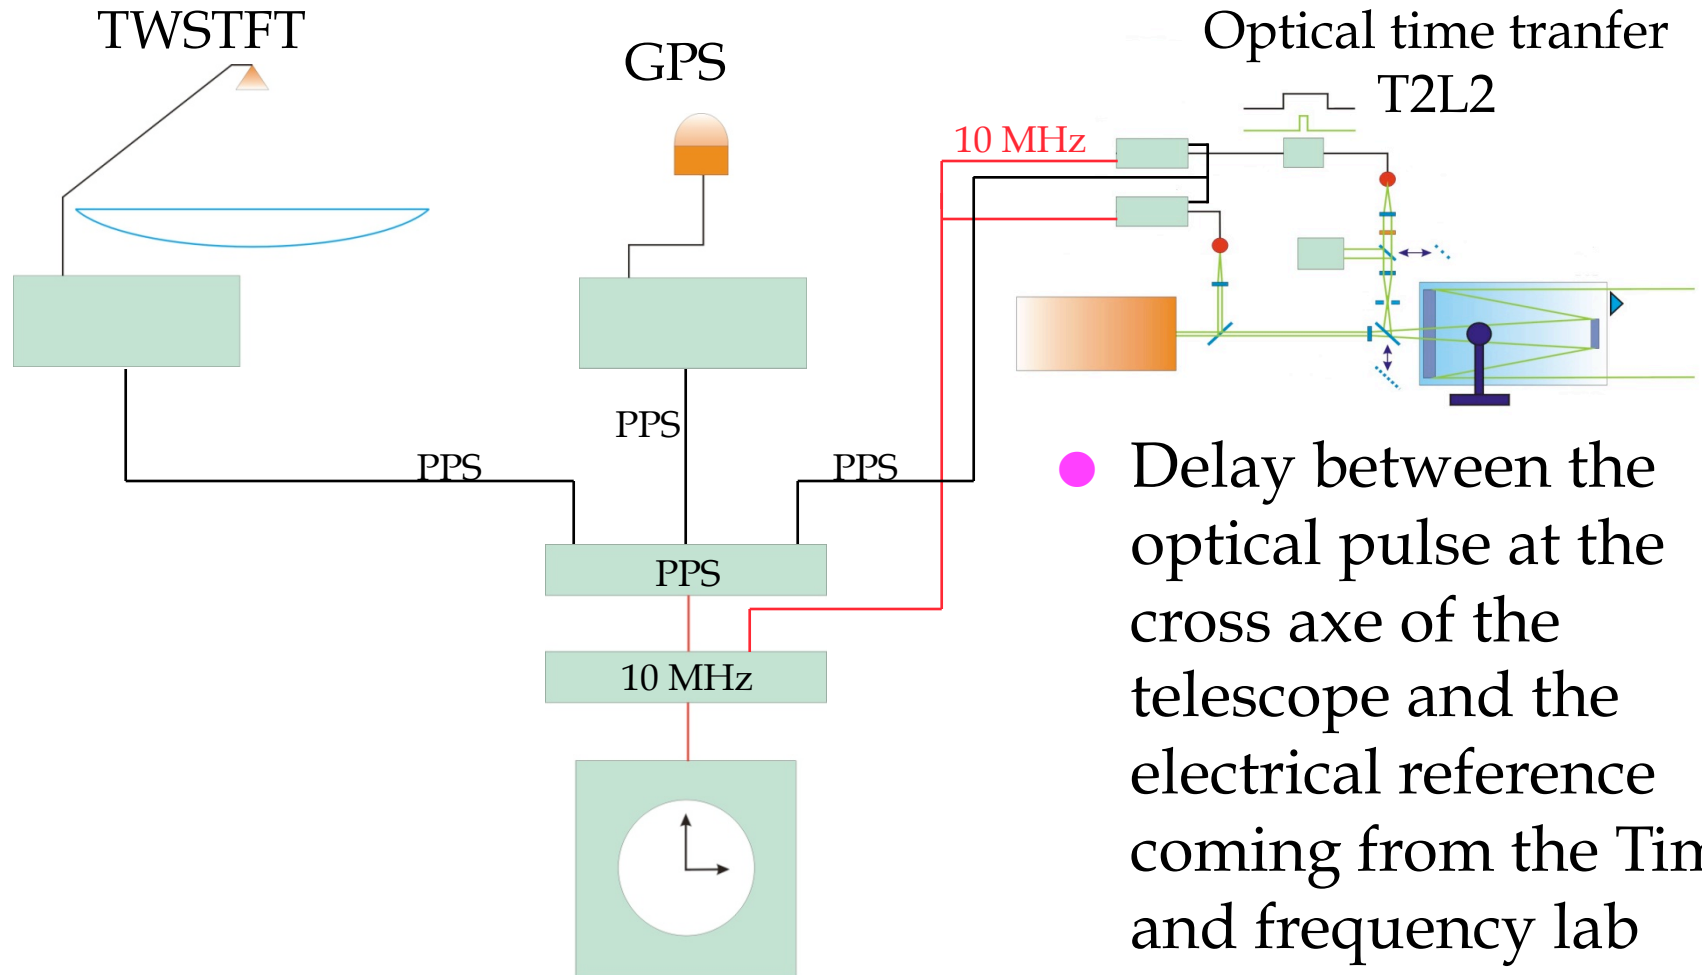 TWSTFT
GPS
Optical time tranfer
T2L2
10 MHz
PPS
PPS
PPS
PPS
10 MHz
Delay between the
optical pulse at the
cross axe of the
telescope and the
electrical reference
coming from the
and frequency lab